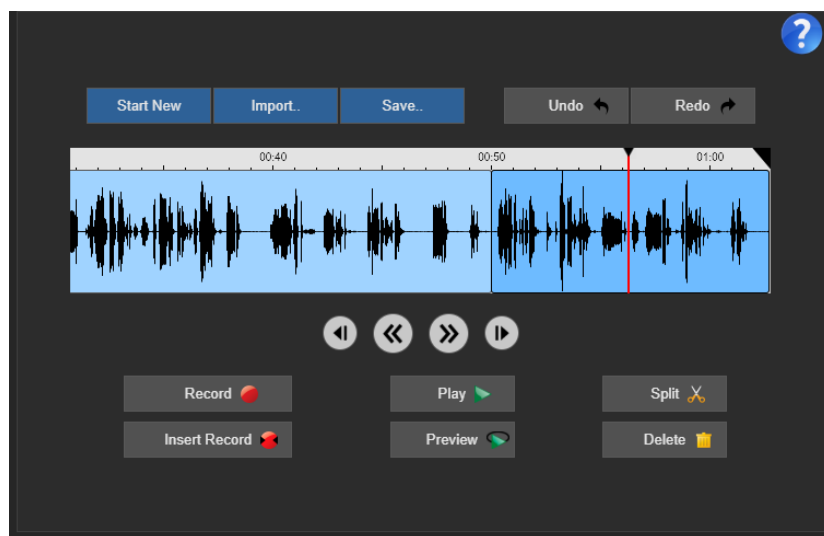 ?
Start New Import.. Save.. Undo Redo
00:40 00:50 01:00
Record Play Split
Insert Record Preview Delete